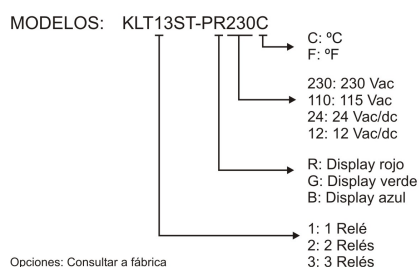 MODELOS: KLT13ST-PR230C
C: ºC
F: ºF
230: 230 Vac
110: 115 Vac
24: 24 Vac/dc
12: 12 Vac/dc
R: Display rojo
G: Display verde
B: Display azul
1: 1 Relé
2: 2 Relés
3: 3 Relés
Opciones: Consultar a fábrica